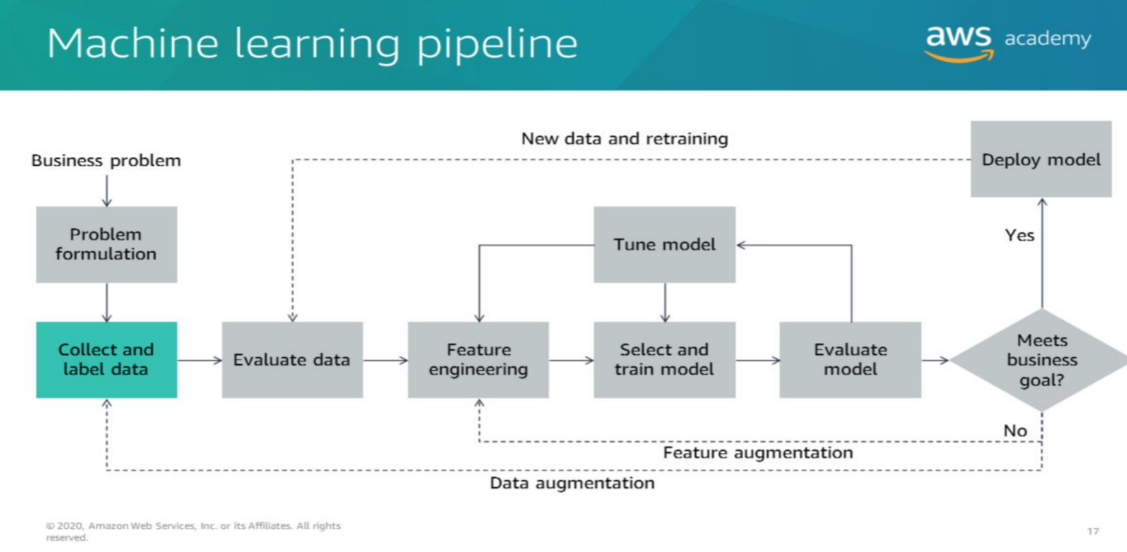 Machine learning pipeline
aws academy
New data and retraining
Deploy model
Business problem
Yes
Problem
formulation
Tune model
Collect and
label data
Evaluate data
Feature
engineering
Select and
train model
Evaluate
model
Meets
business
goal?
No
Feature augmentation
Data augmentation
© 2020, Amazon Web Services, Inc. or its Affiliates. All rights
reserved.
17